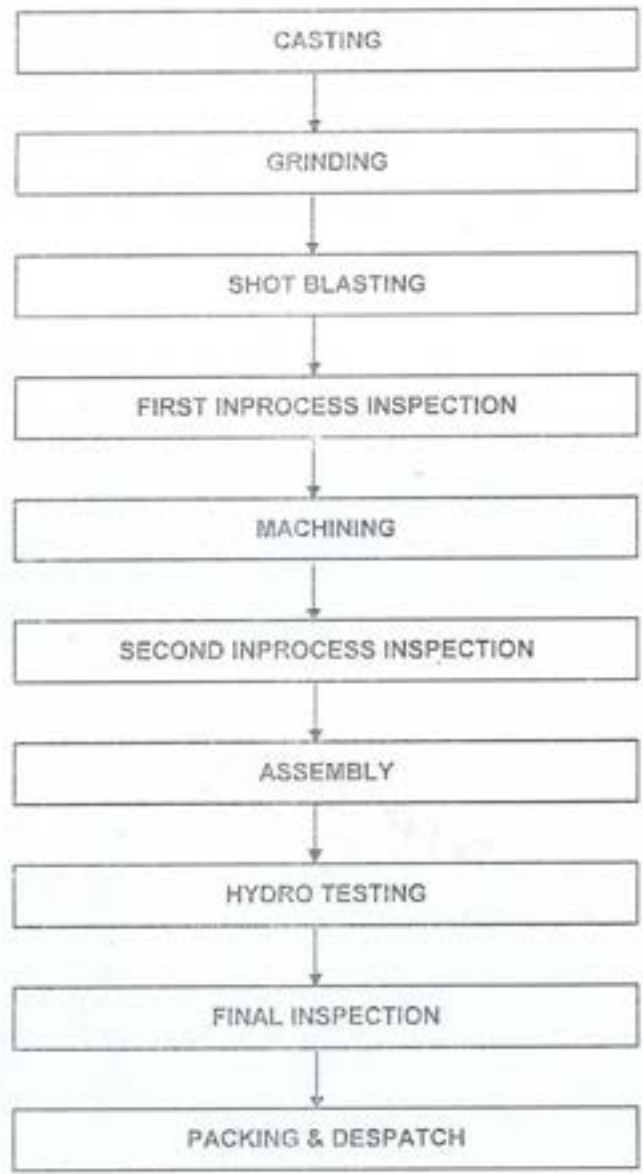 CASTING
GRINDING
SHOT BLASTING
FIRST INPROCESS INSPECTION
MACHINING
SECOND INPROCESS INSPECTION
ASSEMBLY
HYDRO TESTING
FINAL INSPECTION
PACKING & DESPATCH